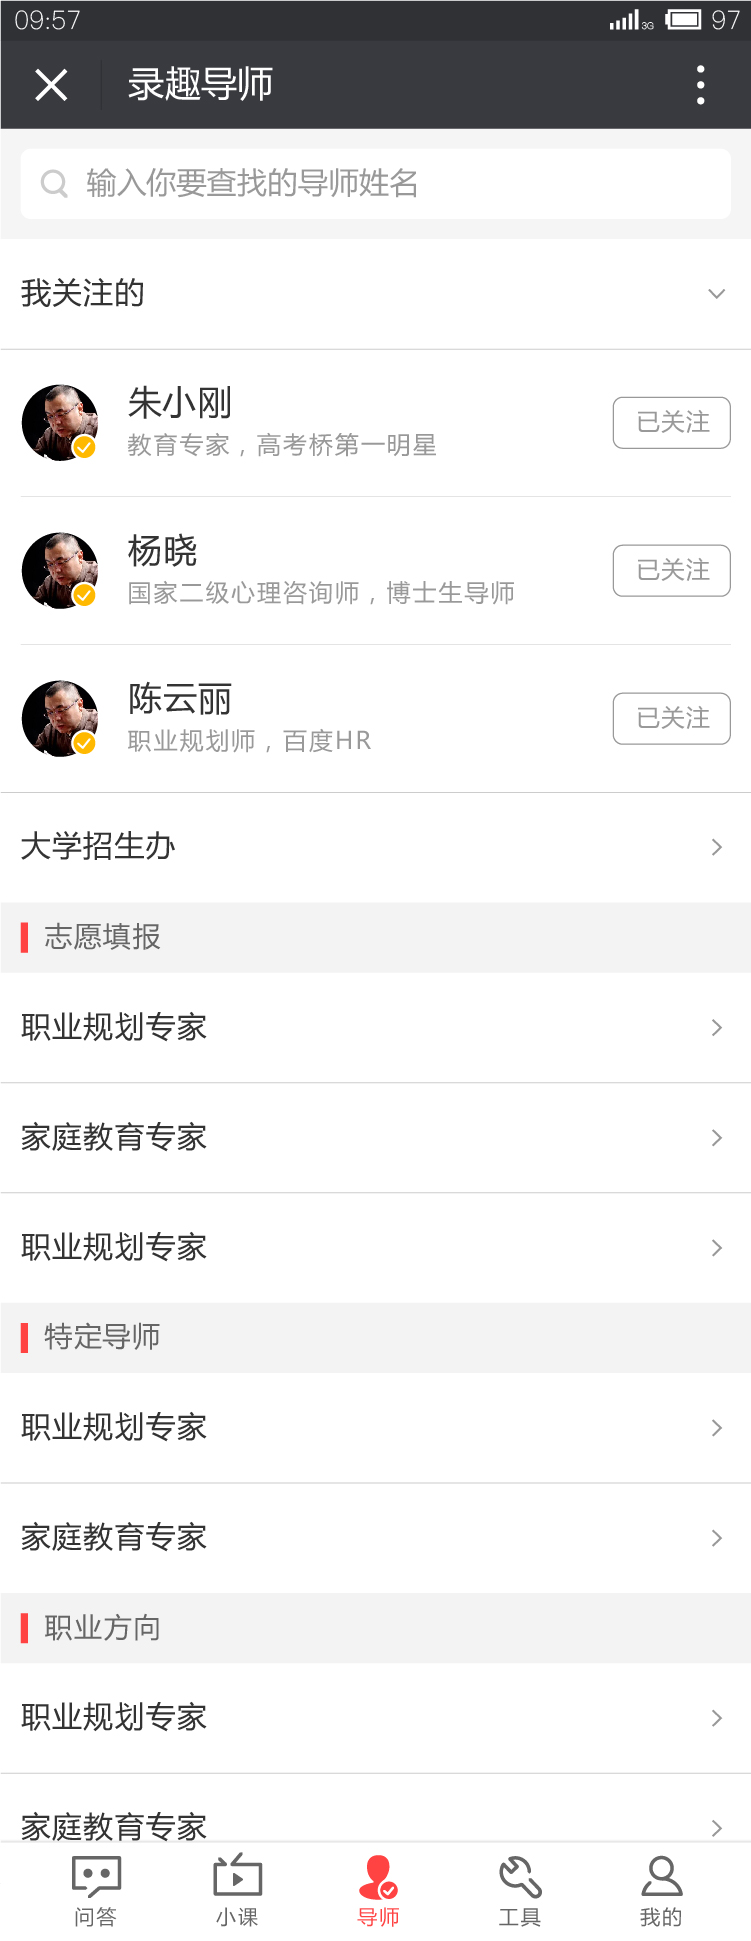 09:57 3G 97
录趣导师
输入你要查找的导师姓名
我关注的
朱小刚
教育专家，高考桥第一明星
已关注
杨晓
国家二级心理咨询师，博士生导师
已关注
陈云丽
职业规划师，百度HR
已关注
大学招生办
志愿填报
职业规划专家
家庭教育专家
职业规划专家
特定导师
职业规划专家
家庭教育专家
职业方向
职业规划专家
家庭教育专家
问答 小课 导师 工具 我的